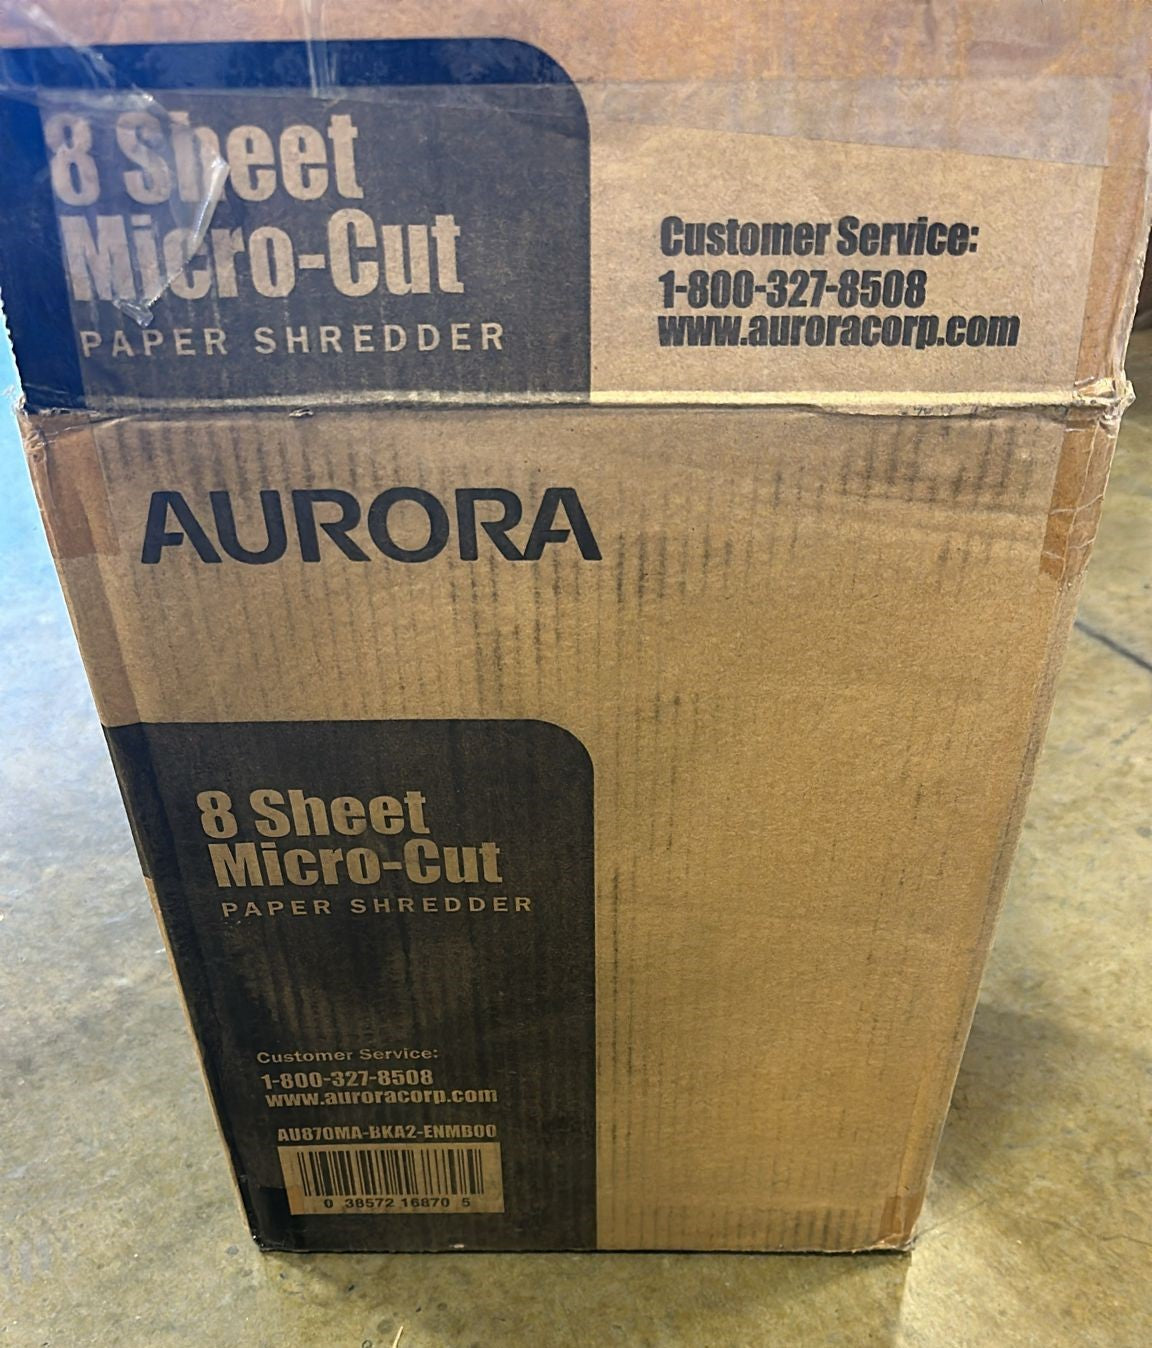 8 Sheet
Micro-Cut
PAPER SHREDDER
Customer Service:
1-800-327-8508
www.auroracorp.com
AURORA
8 Sheet
Micro-Cut
PAPER SHREDDER
Customer Service:
1-800-327-8508
www.auroracorp.com
AU870MA-BKA2-ENMB00
0 38572 16870 5